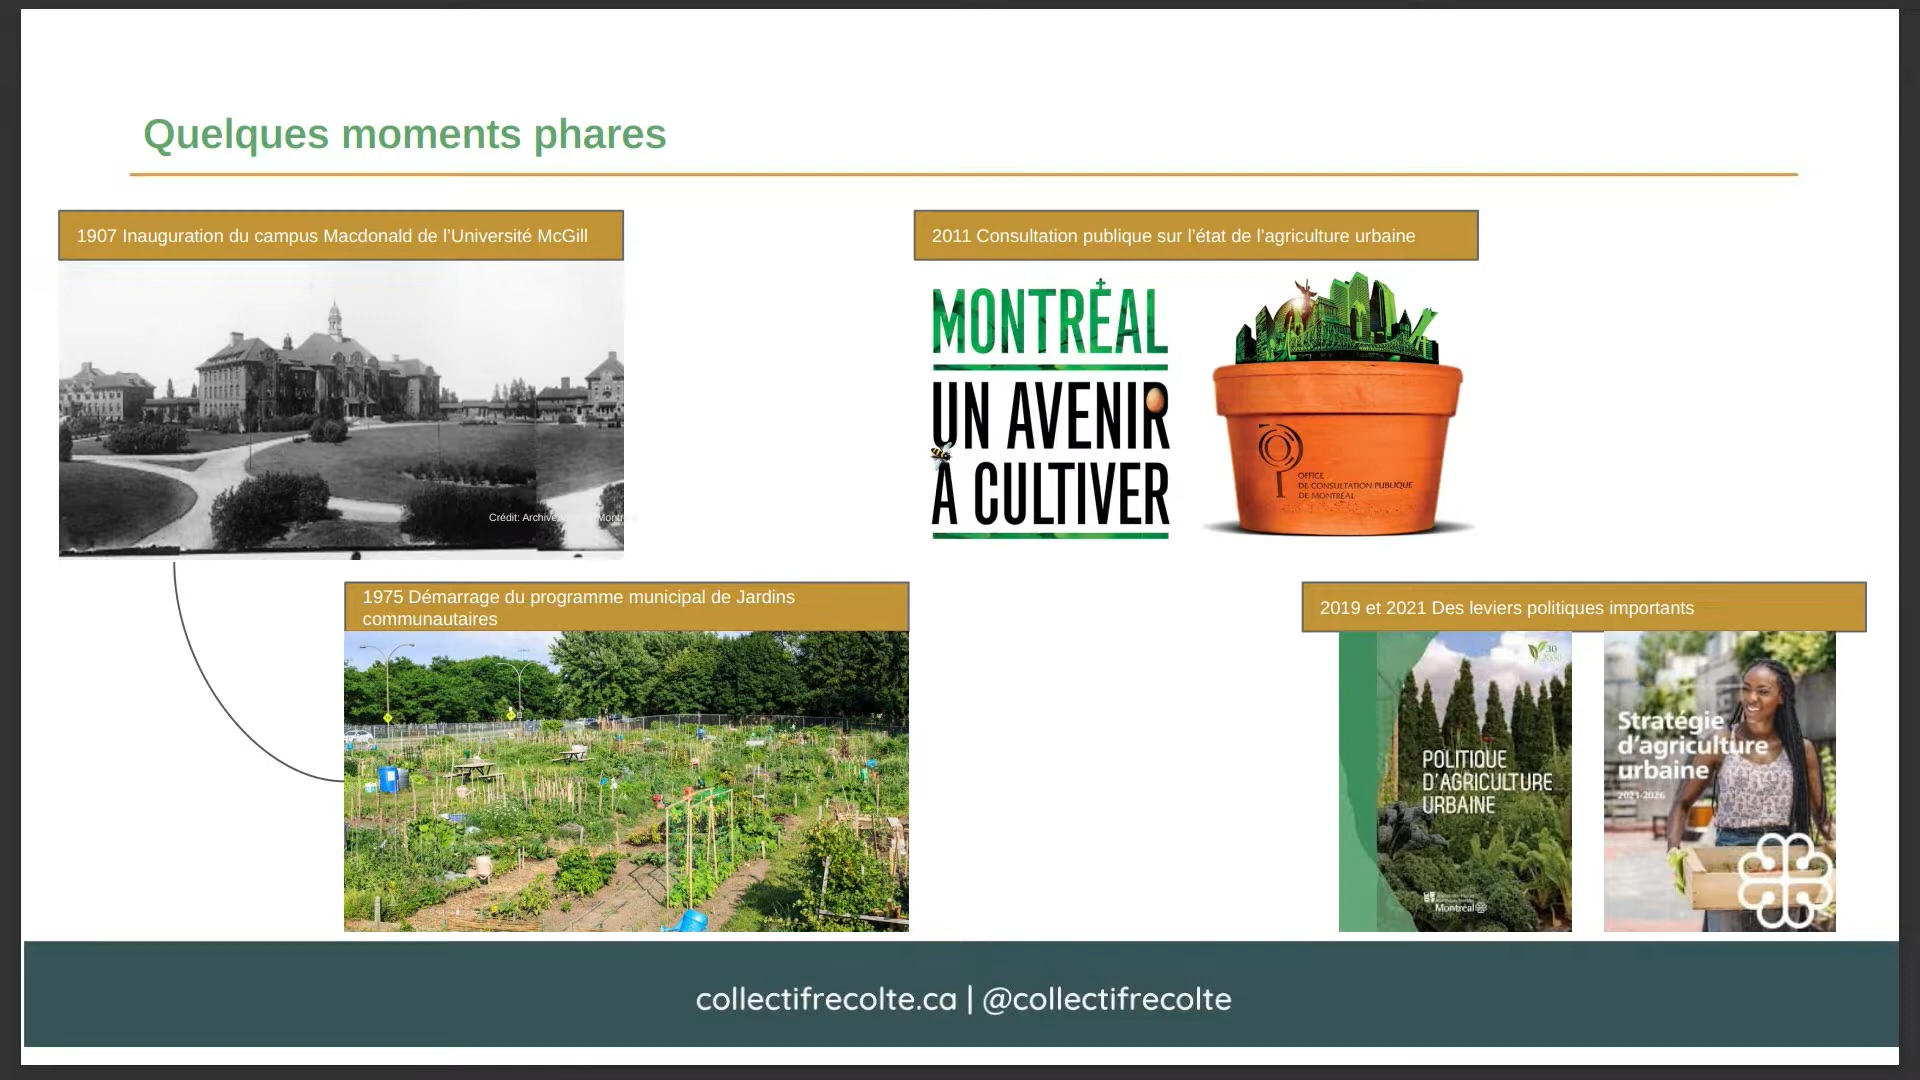 Quelques moments phares
1907 Inauguration du campus Macdonald de l’Université McGill
Crédit:
2011 Consultation publique sur l’état de l’agriculture urbaine
MONTRÉAL
UN AVENIR
À CULTIVER
OFFICE
DE CONSULTATION PUBLIQUE
DE MONTRÉAL
1975 Démarrage du programme municipal de Jardins
communautaires
2019 et 2021 Des leviers politiques importants
POLITIQUE
D’AGRICULTURE
URBAINE
Montréal
Stratégie
d’agriculture
urbaine
2021-2026
collectifrecolte.ca | @collectifrecolte